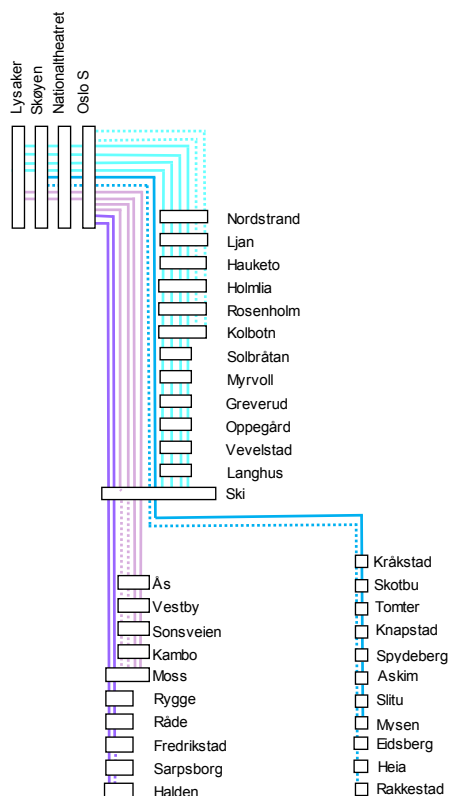 Lysaker
Skøyen
Nationaltheatret
Oslo S
Nordstrand
Ljan
Hauketo
Holmlia
Rosenholm
Kolbotn
Solbråtan
Myrvoll
Greverud
Oppegård
Vevelstad
Langhus
Ski
Ås
Vestby
Sonsveien
Kambo
Moss
Rygge
Råde
Fredrikstad
Sarpsborg
Halden
Kråkstad
Skotbu
Tomter
Knapstad
Spydeberg
Askim
Slitu
Mysen
Eidsberg
Heia
Rakkestad